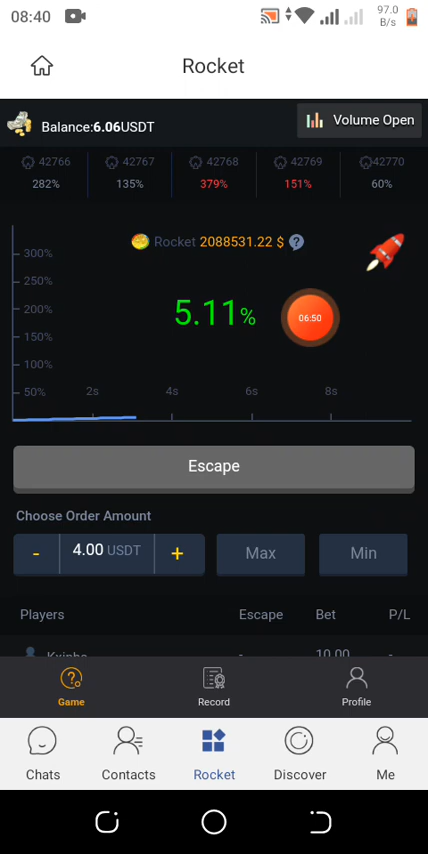 08:40
97.0
B/s
Rocket
Balance:6.06USDT
Volume Open
42766 42767 42768 42769 42770
282% 135% 379% 151% 60%
Rocket 2088531.22 $ ?
300%
250%
200%
150%
100%
50%
5.11%
06:50
2s 4s 6s 8s
Escape
Choose Order Amount
- 4.00 USDT + Max Min
Players Escape Bet P/L
Kxinho - 10.00 -
Game Record Profile
Chats Contacts Rocket Discover Me